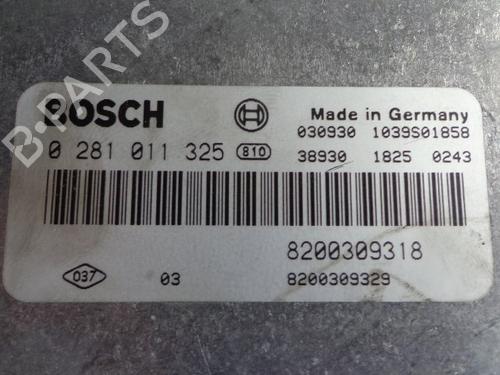 B-PARTS
BOSCH
Made in Germany
030930 1039S01858
0 281 011 325 810
38930 1825 0243
8200309318
037 03 8200309329